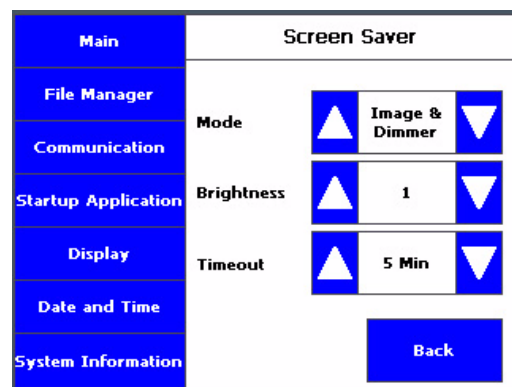 Main
File Manager
Communication
Startup Application
Display
Date and Time
System Information
Screen Saver
Mode
Image &
Dimmer
Brightness
1
Timeout
5 Min
Back